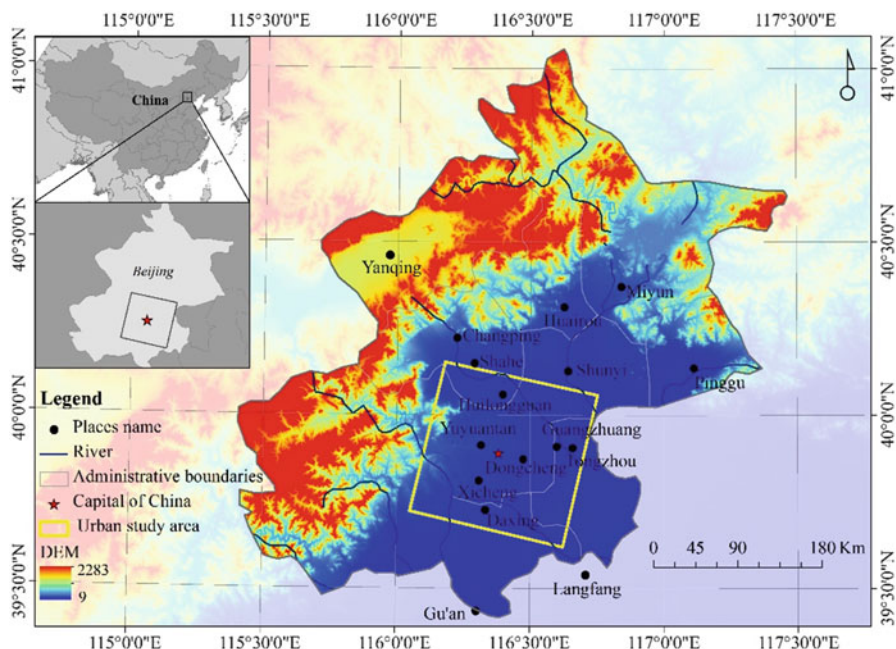 115°0'0"E 115°30'0"E 116°0'0"E 116°30'0"E 117°0'0"E 117°30'0"E
41°0'0"N
40°30'0"N
40°0'0"N
39°30'0"N
41°0'0"N
40°30'0"N
40°0'0"N
39°30'0"N
China
Beijing
Yanqing
Miyun
Huairou
Changping
Shahe
Shunyi
Pinggu
Huilongguan
Yuyuantan
Guangzhuang
Dongcheng
Tongzhou
Xicheng
Daxing
Langfang
Gu'an
Legend
Places name
River
Administrative boundaries
Capital of China
Urban study area
DEM
2283
9
0 45 90 180 Km
115°0'0"E 115°30'0"E 116°0'0"E 116°30'0"E 117°0'0"E 117°30'0"E